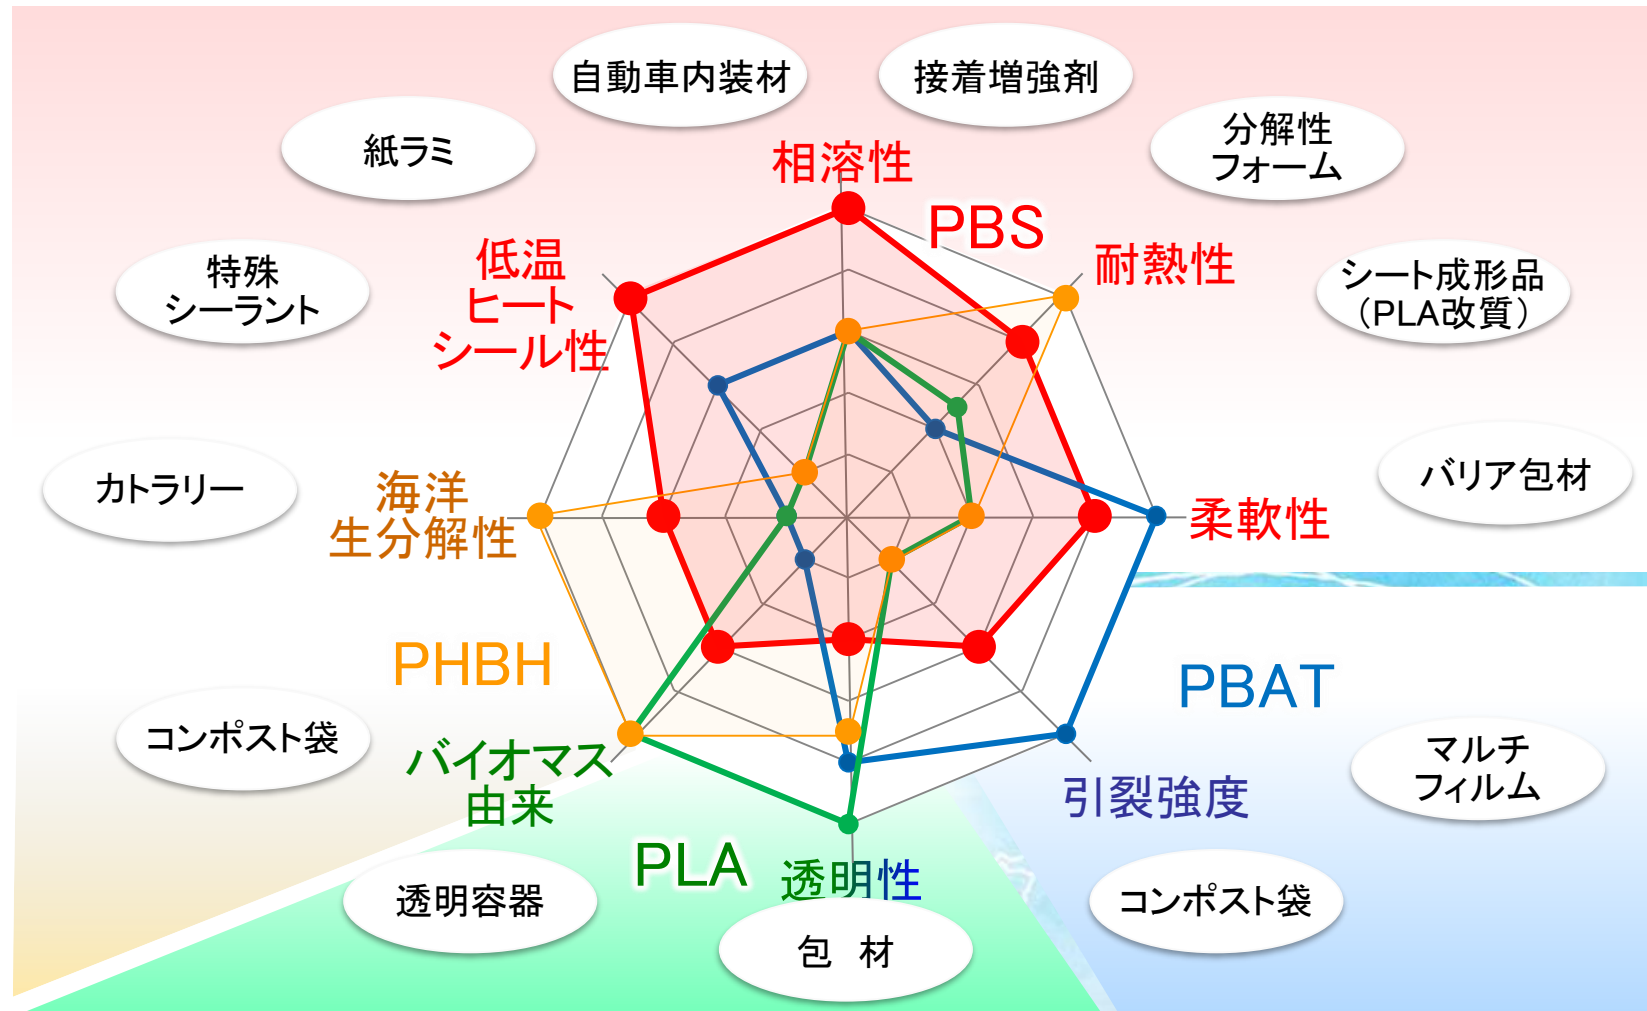 自動車内装材
接着増強剤
紙ラミ
分解性
フォーム
相溶性
PBS
低温
ヒート
シール性
耐熱性
特殊
シーラント
シート成形品
（PLA改質）
カトラリー
海洋
生分解性
柔軟性
バリア包材
PHBH
PBAT
コンポスト袋
バイオマス
由来
引裂強度
マルチ
フィルム
PLA
透明性
透明容器
包 材
コンポスト袋